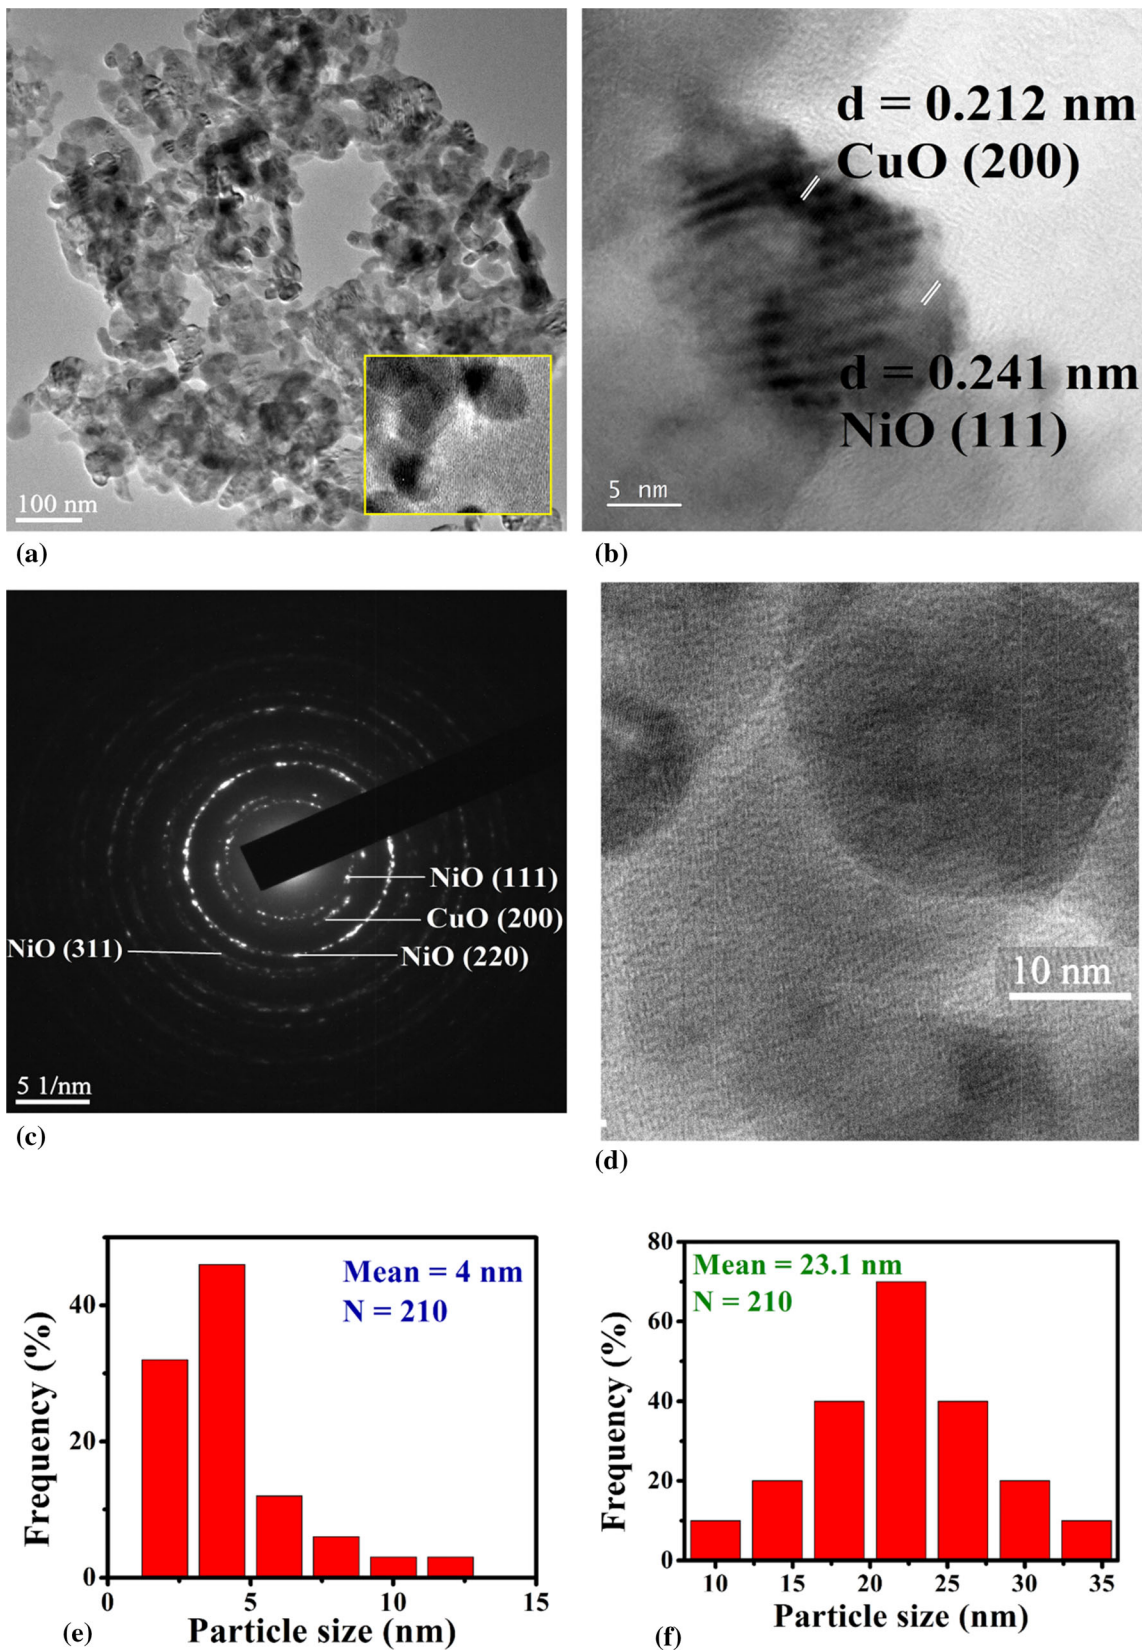 100 nm
(a)
d = 0.212 nm
CuO (200)
d = 0.241 nm
NiO (111)
5 nm
(b)
NiO (111)
CuO (200)
NiO (311)
NiO (220)
5 1/nm
(c)
10 nm
(d)
Mean = 4 nm
N = 210
Frequency (%)
40
20
0
0 5 10 15
Particle size (nm)
(e)
Mean = 23.1 nm
N = 210
Frequency (%)
80
60
40
20
0
10 15 20 25 30 35
Particle size (nm)
(f)